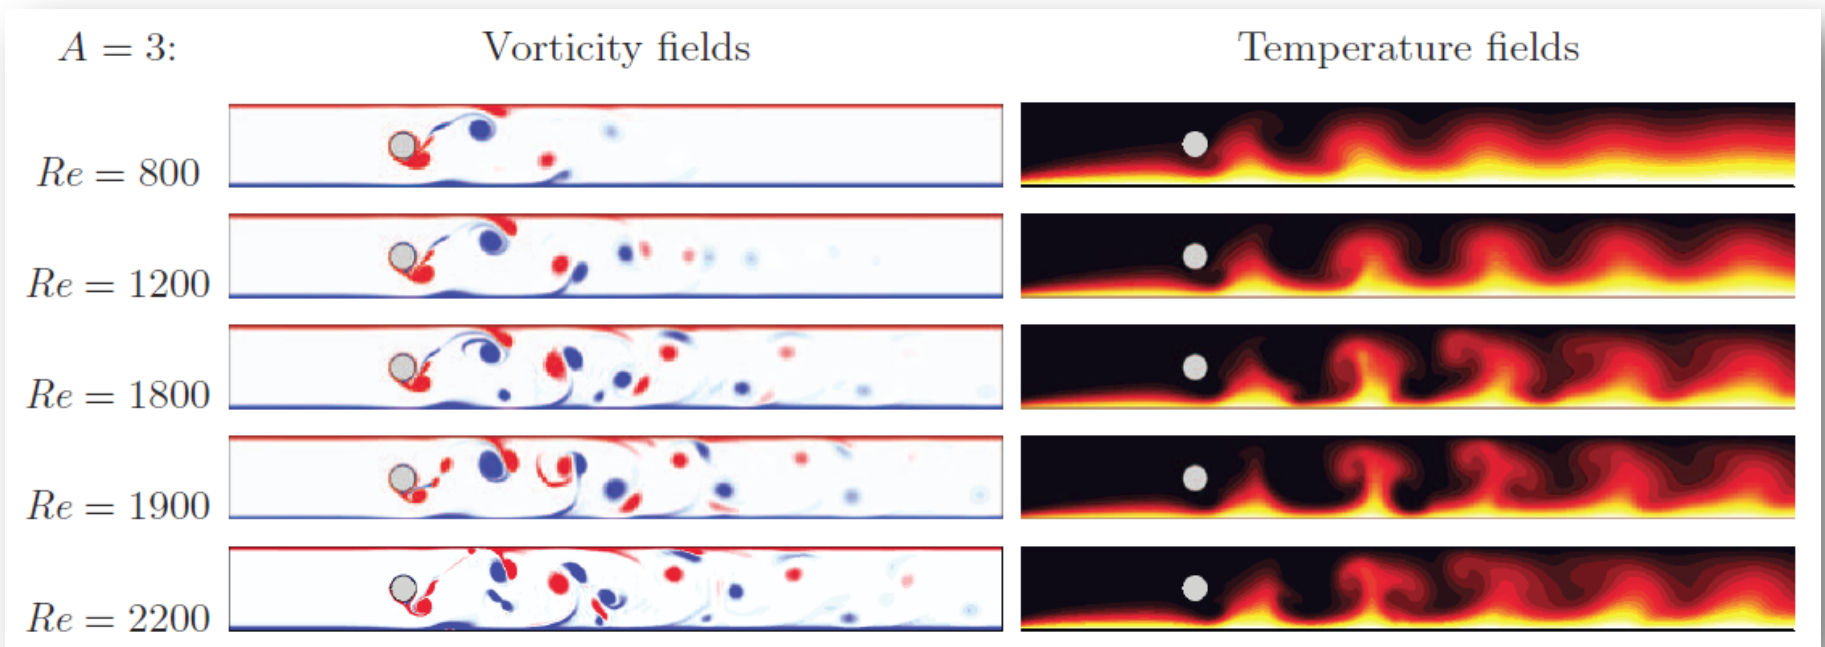 A = 3: Vorticity fields Temperature fields
Re = 800
Re = 1200
Re = 1800
Re = 1900
Re = 2200